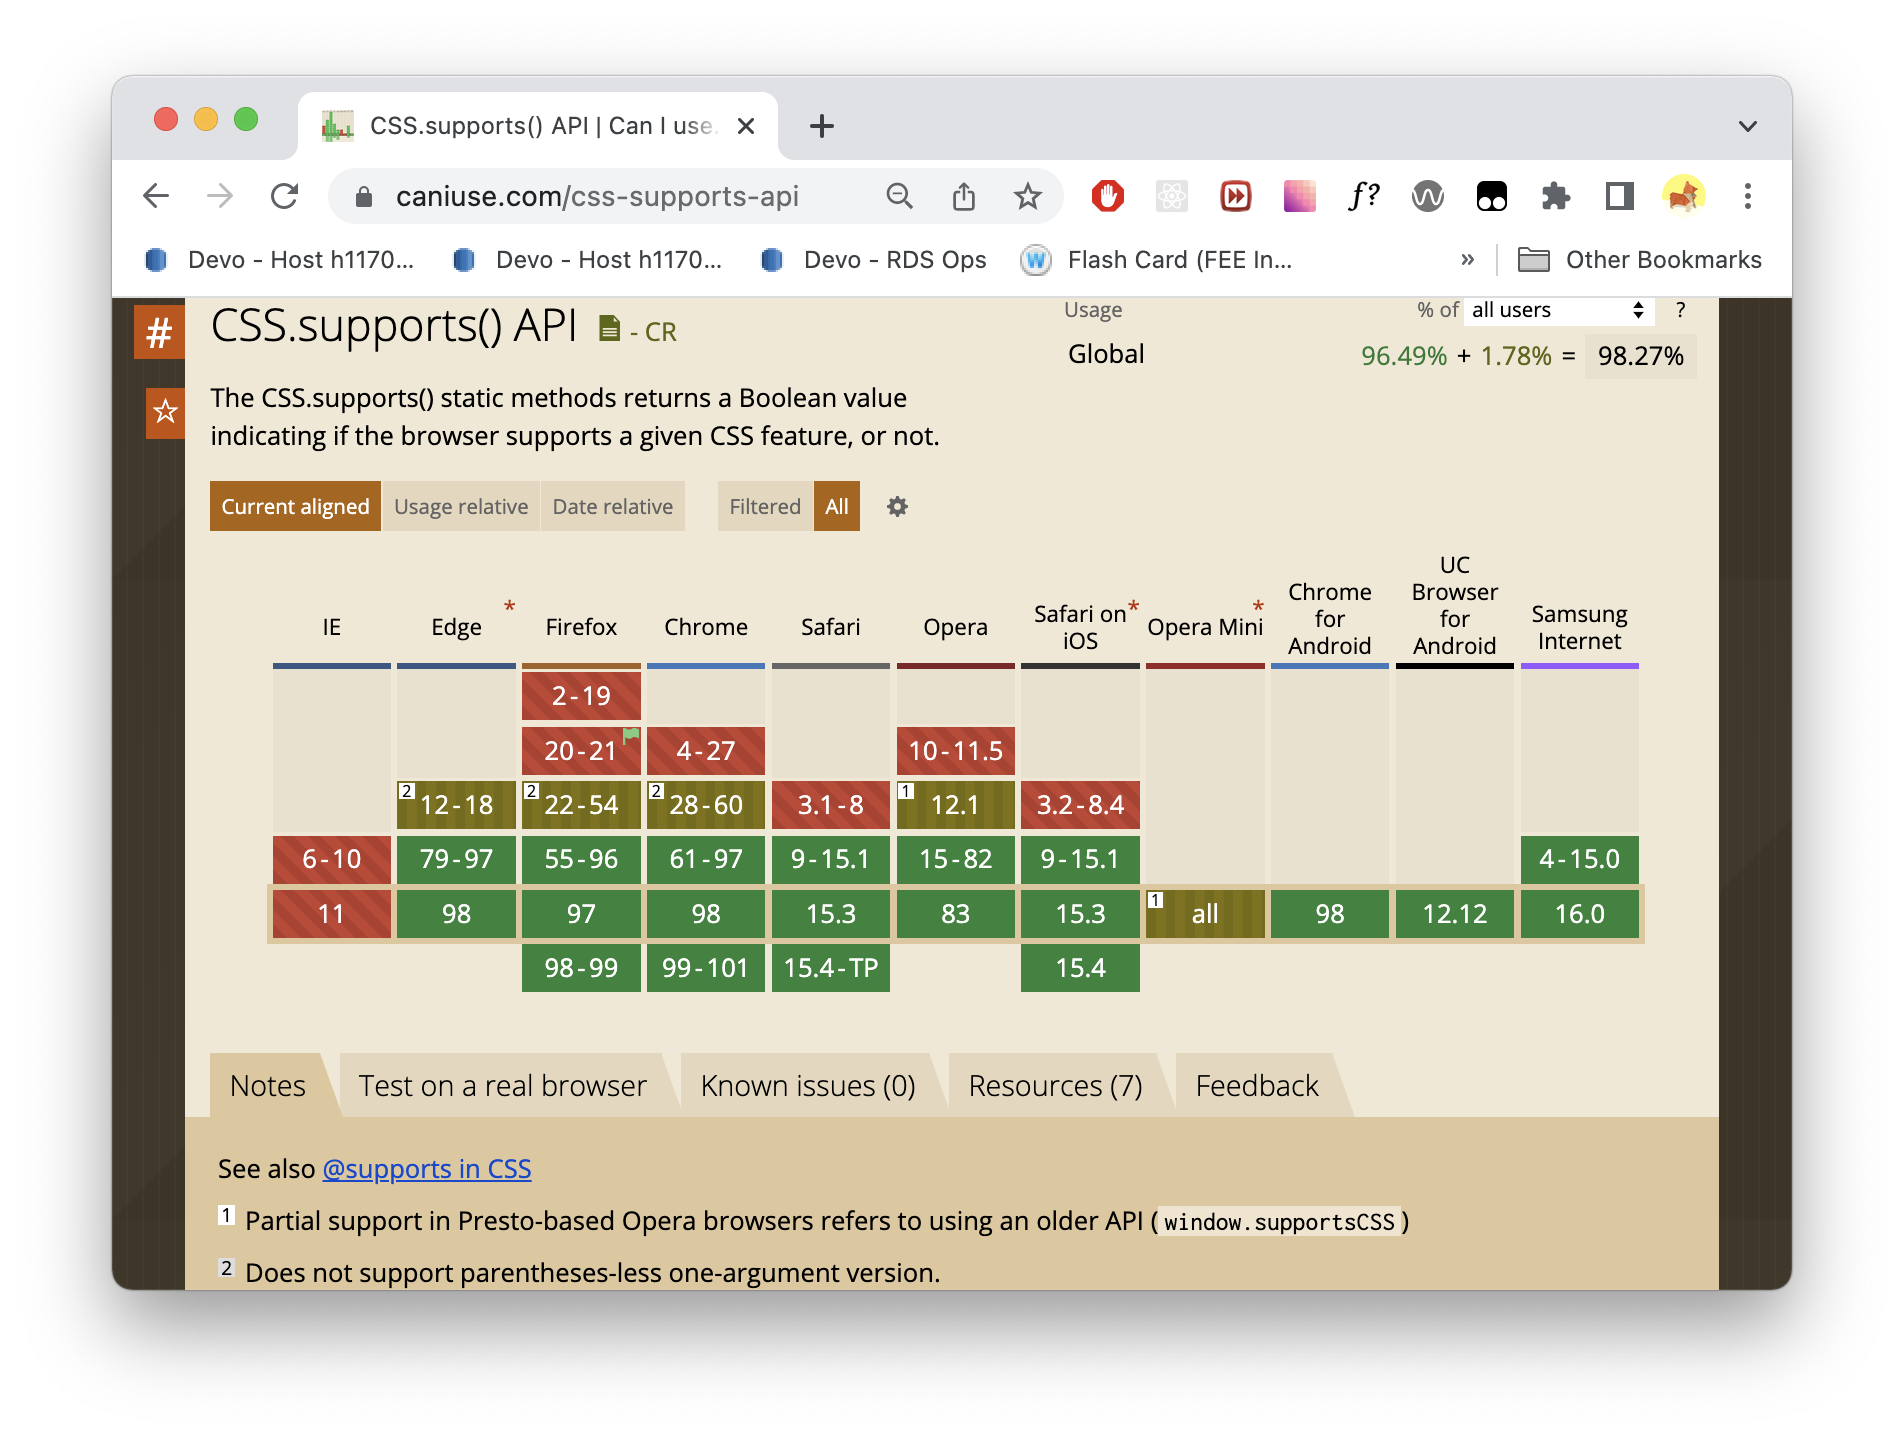 CSS.supports() API | Can I use.
caniuse.com/css-supports-api
f?
Devo - Host h1170...
Devo - Host h1170...
Devo - RDS Ops
W
Flash Card (FEE In...
»
Other Bookmarks
#
CSS.supports() API - CR
Usage
% of all users ?
Global
96.49% + 1.78% = 98.27%
The CSS.supports() static methods returns a Boolean value
indicating if the browser supports a given CSS feature, or not.
Current aligned Usage relative Date relative Filtered All
IE
Edge *
Firefox
Chrome
Safari
Opera
Safari on *
iOS
Opera Mini *
Chrome
for
Android
UC
Browser
for
Android
Samsung
Internet
2-19
20-21 4-27 10-11.5
2 12-18 2 22-54 2 28-60 3.1-8 1 12.1 3.2-8.4
6-10 79-97 55-96 61-97 9-15.1 15-82 9-15.1 4-15.0
11 98 97 98 15.3 83 15.3 1 all 98 12.12 16.0
98-99 99-101 15.4-TP 15.4
Notes Test on a real browser Known issues (0) Resources (7) Feedback
See also @supports in CSS
1 Partial support in Presto-based Opera browsers refers to using an older API (window.supportsCSS)
2 Does not support parentheses-less one-argument version.